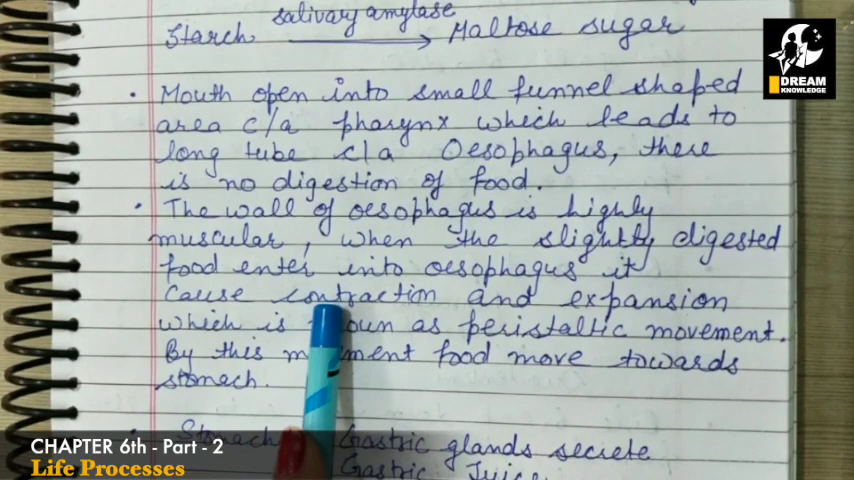 salivary amylase
Starch → Maltose sugar
DREAM
KNOWLEDGE
• Mouth open into small funnel shaped
area c/a pharynx which leads to
long tube c/a Oesophagus, there
is no digestion of food.
• The wall of oesophagus is highly
muscular, when the slightly digested
food enter into oesophagus it
Cause contraction and expansion
which is as peristaltic movement.
By this food move towards
stomach.
• Stomach Gastric glands secrete
Gastric Juice
CHAPTER 6th - Part - 2
Life Processes